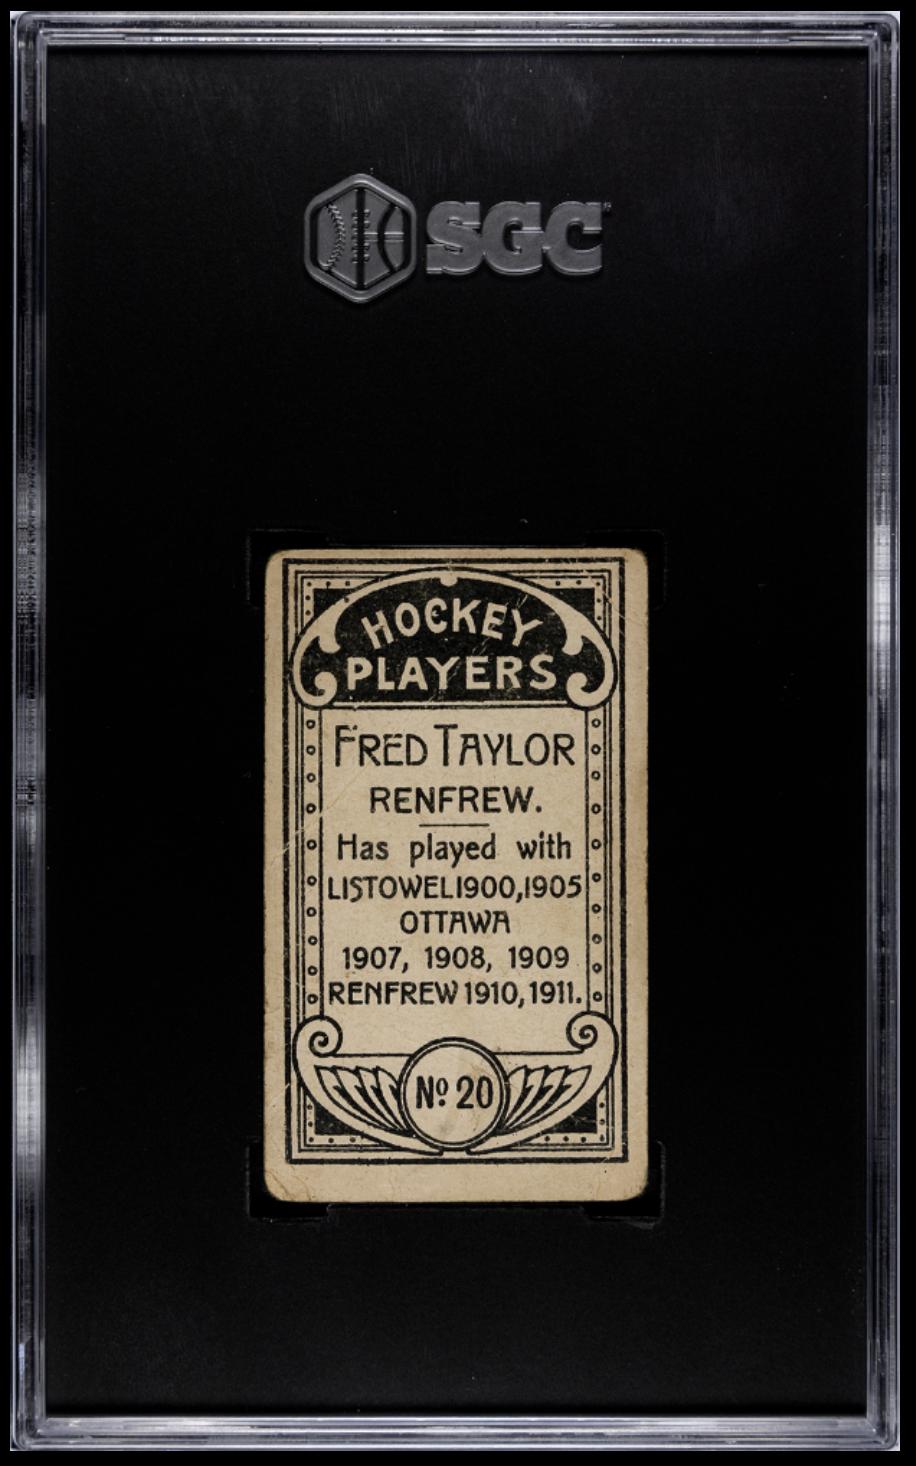 SGC
HOCKEY
PLAYERS
FRED TAYLOR
RENFREW.
Has played with
LISTOWEL 1900, 1905
OTTAWA
1907, 1908, 1909
RENFREW 1910, 1911.
Nº 20